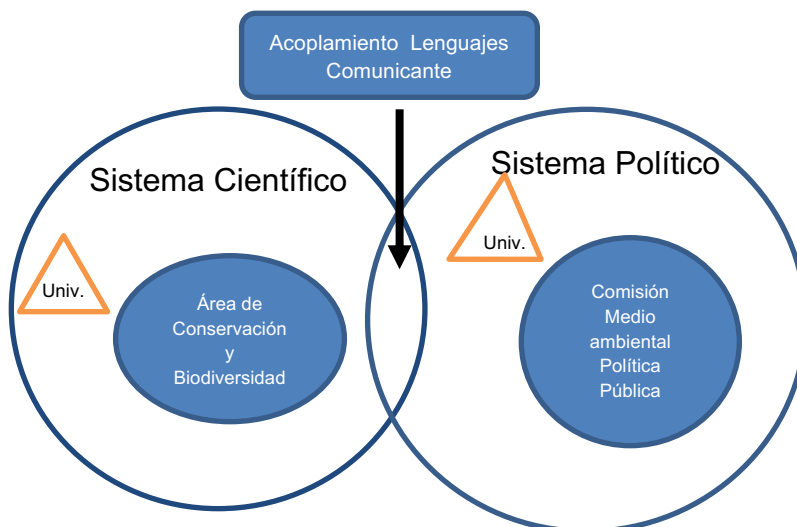 Acoplamiento Lenguajes
Comunicante
Sistema Científico
Sistema Político
Univ.
Univ.
Área de
Conservación
y
Biodiversidad
Comisión
Medio
ambiental
Política
Pública